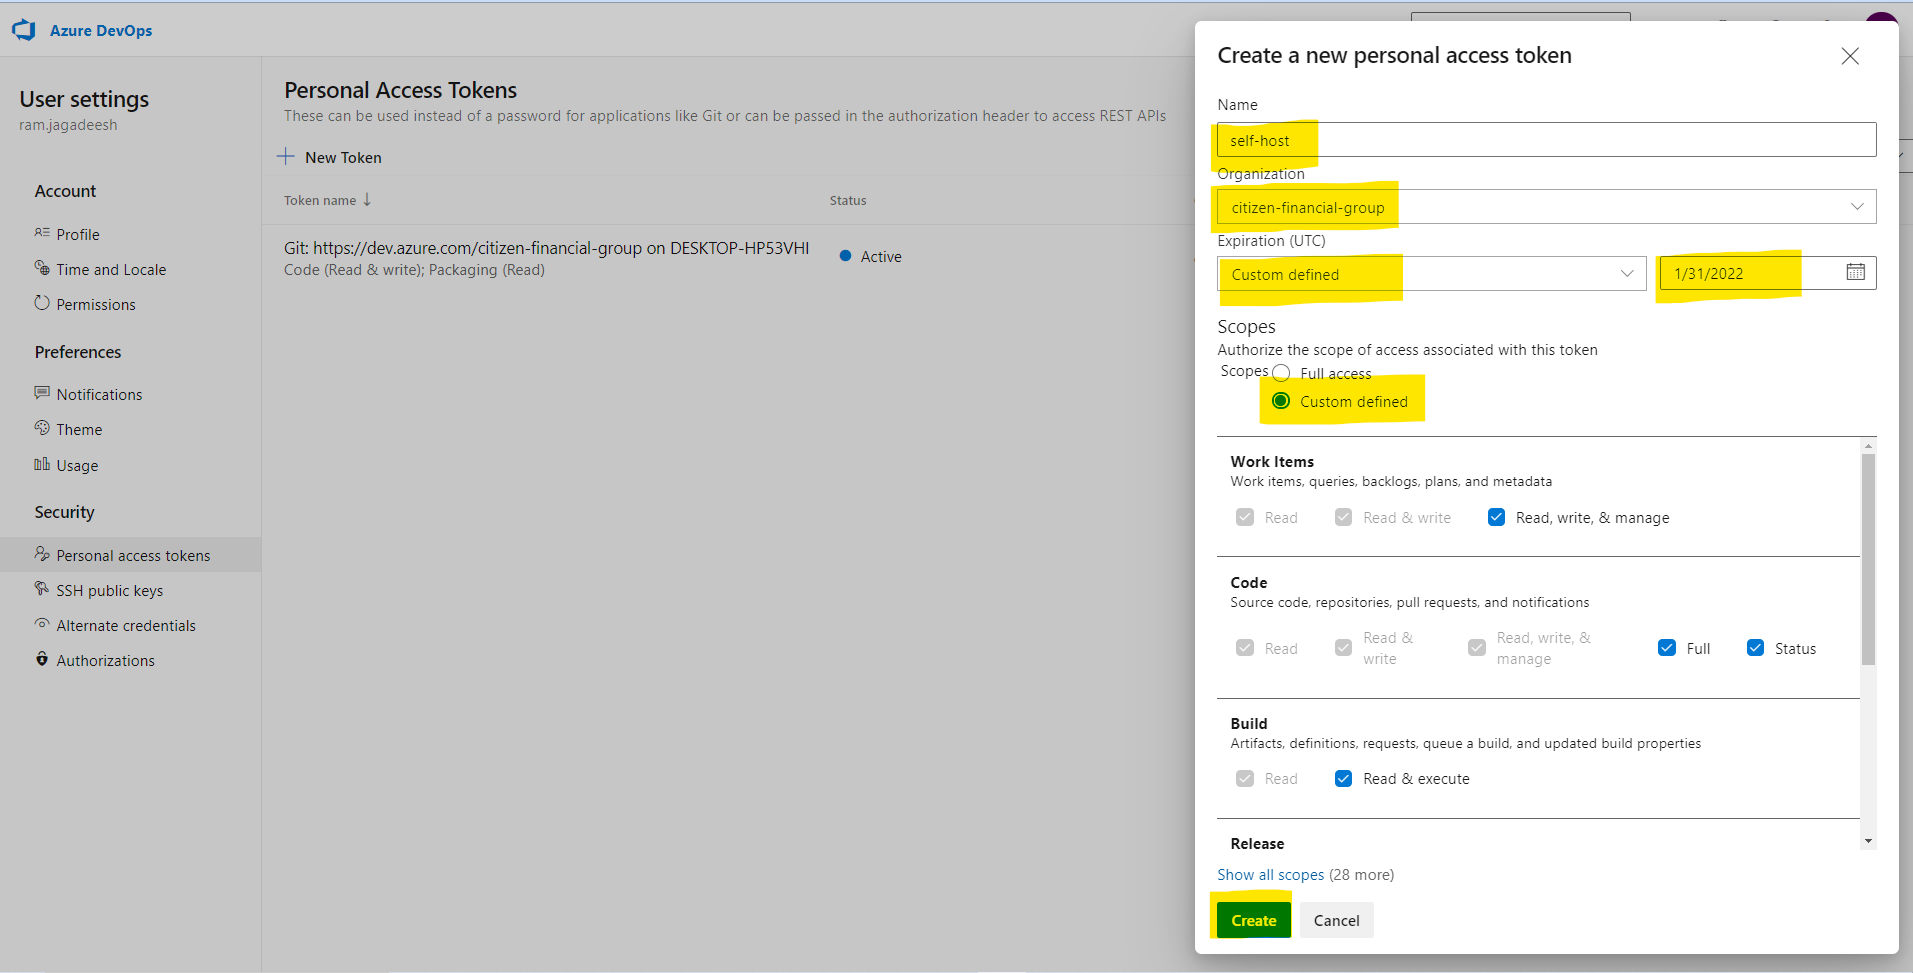 Azure DevOps
User settings
ram.jagadeesh
Account
Profile
Time and Locale
Permissions
Preferences
Notifications
Theme
Usage
Security
Personal access tokens
SSH public keys
Alternate credentials
Authorizations
Personal Access Tokens
These can be used instead of a password for applications like Git or can be passed in the authorization header to access REST APIs
New Token
Token name ↓
Status
Git: https://dev.azure.com/citizen-financial-group on DESKTOP-HP53VHI
Code (Read & write); Packaging (Read)
Active
Create a new personal access token
Name
self-host
Organization
citizen-financial-group
Expiration (UTC)
Custom defined
1/31/2022
Scopes
Authorize the scope of access associated with this token
Scopes Full access
Custom defined
Work Items
Work items, queries, backlogs, plans, and metadata
Read Read & write Read, write, & manage
Code
Source code, repositories, pull requests, and notifications
Read Read & write Read, write, & manage Full Status
Build
Artifacts, definitions, requests, queue a build, and updated build properties
Read Read & execute
Release
Show all scopes (28 more)
Create Cancel